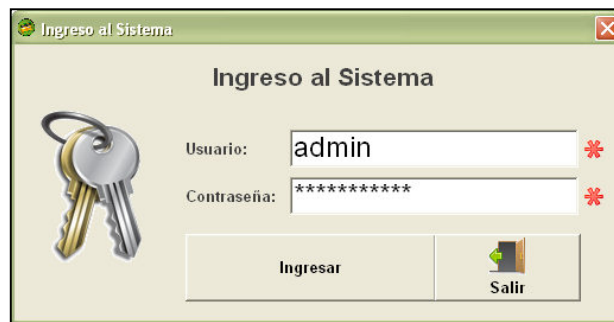 Ingreso al Sistema
Ingreso al Sistema
Usuario: admin
Contraseña: ***********
Ingresar
Salir